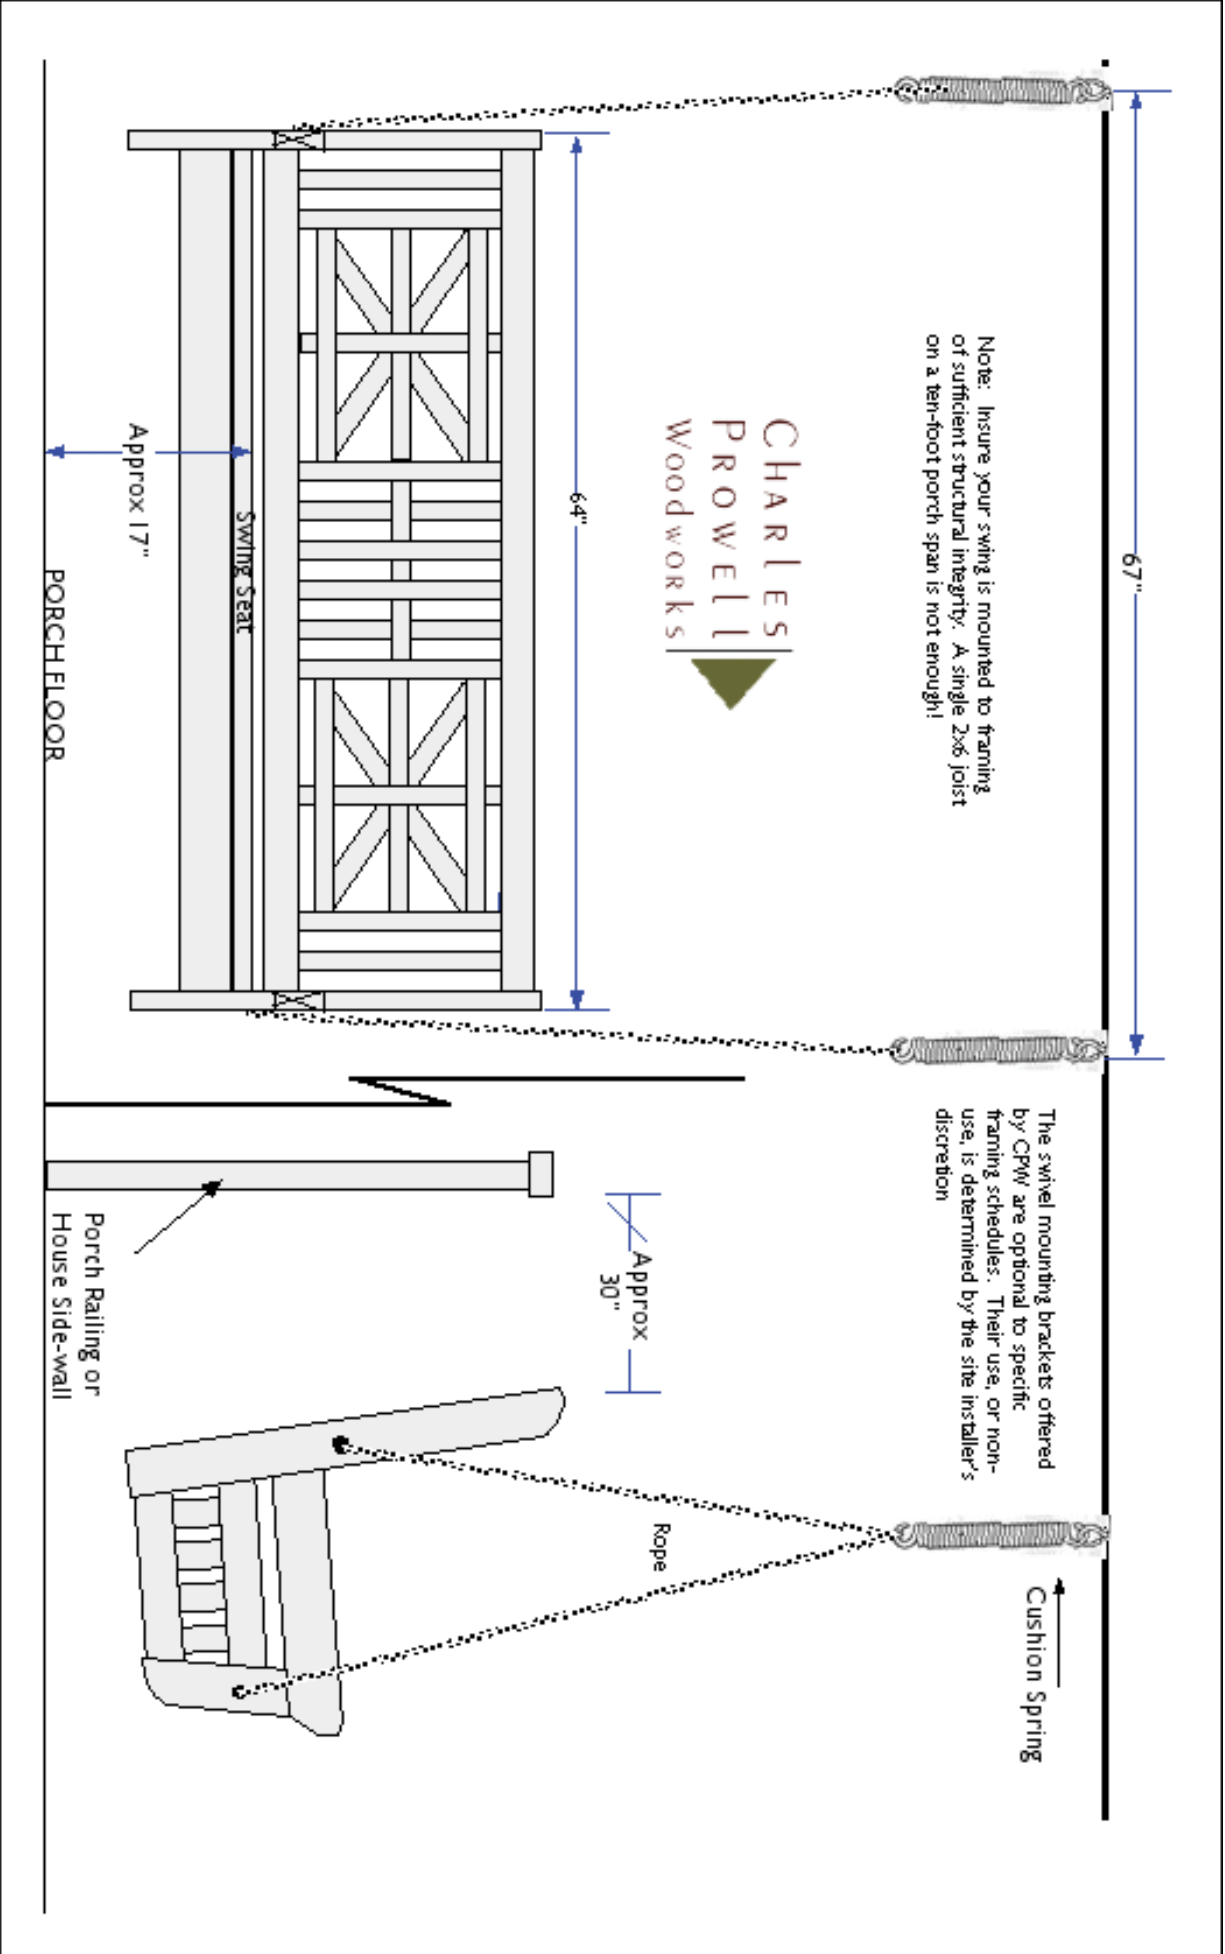 67"
Note: Insure your swing is mounted to framing
of sufficient structural integrity. A single 2x6 joist
on a ten-foot porch span is not enough!
CHARLES
PROWELL
WOODWORKS
64"
Swing Seat
Approx 17"
PORCH FLOOR
The swivel mounting brackets offered
by CPW are optional to specific
framing schedules. Their use, or non-
use, is determined by the site installer's
discretion
Approx
30"
Porch Railing or
House Side-wall
Cushion Spring
Rope